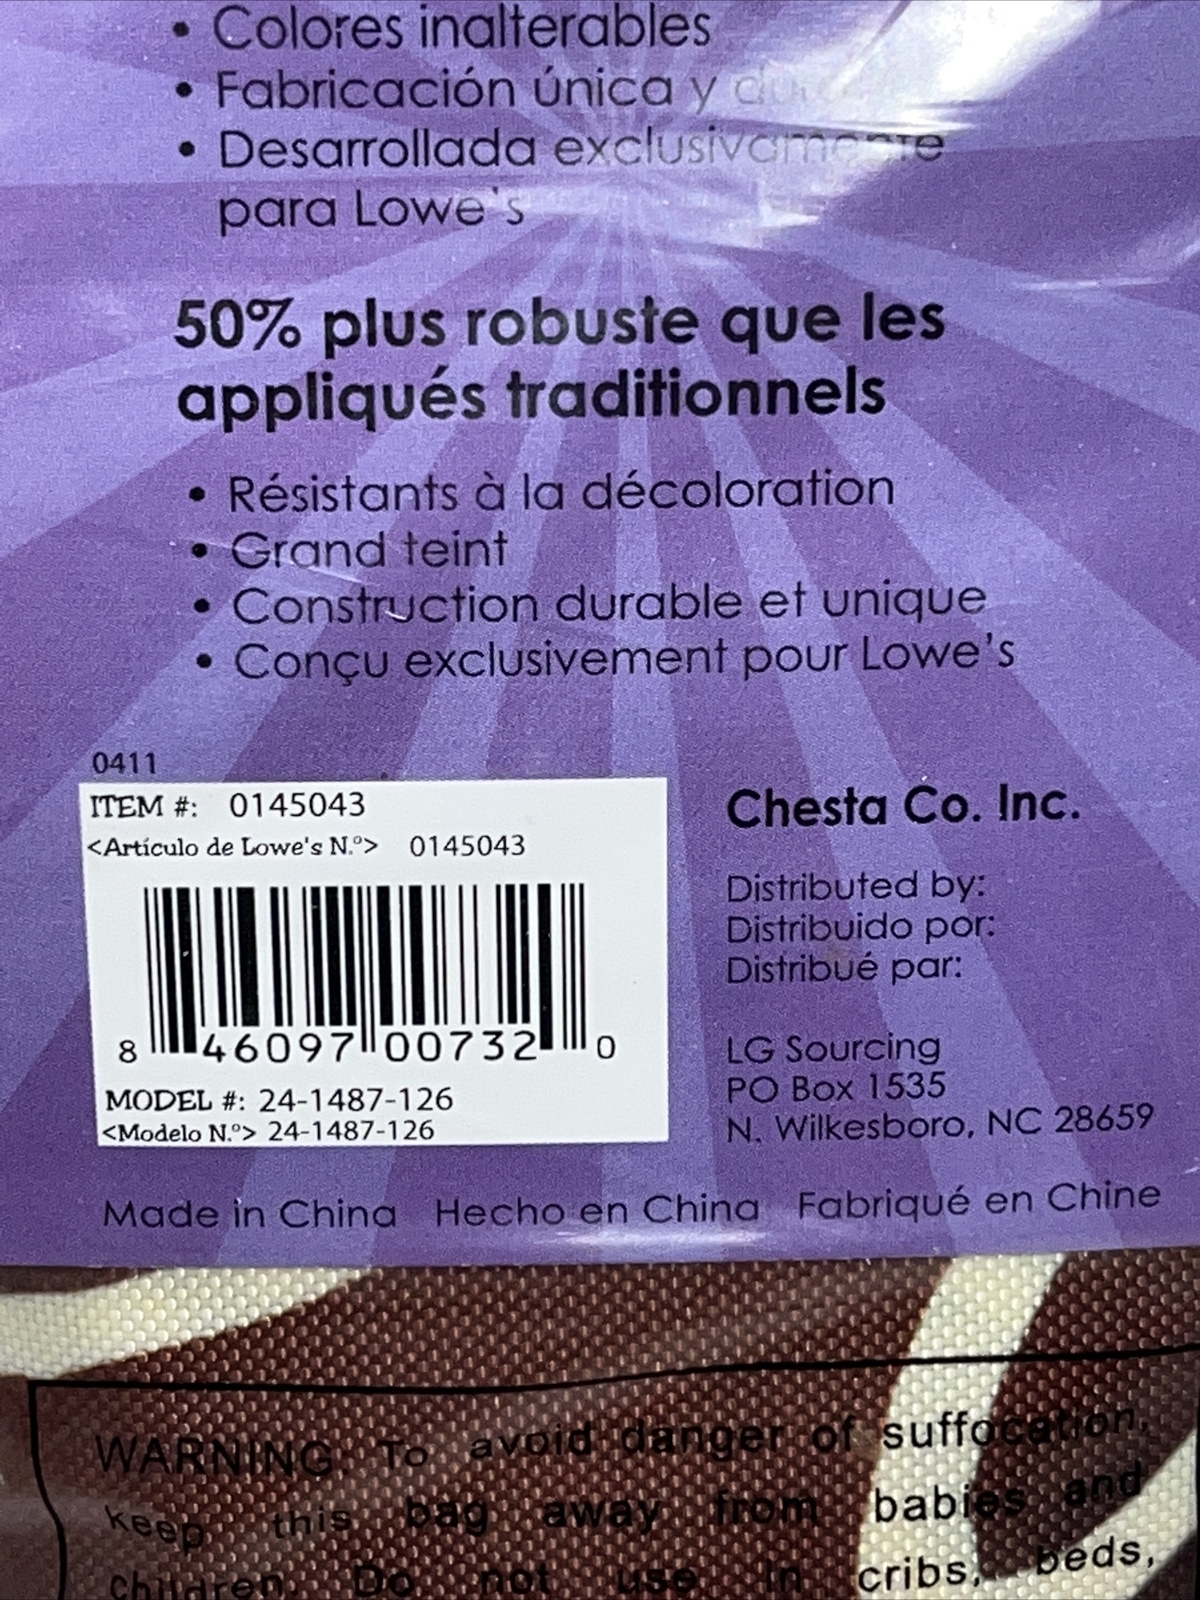 • Colores inalterables
• Fabricación única y
• Desarrollada exclusivamente
para Lowe's
50% plus robuste que les
appliqués traditionnels
• Résistants à la décoloration
• Grand teint
• Construction durable et unique
• Conçu exclusivement pour Lowe's
0411
ITEM #: 0145043
<Artículo de Lowe's N.º> 0145043
8 46097 00732 0
MODEL #: 24-1487-126
<Modelo N.º> 24-1487-126
Chesta Co. Inc.
Distributed by:
Distribuido por:
Distribué par:
LG Sourcing
PO Box 1535
N. Wilkesboro, NC 28659
Made in China Hecho en China Fabriqué en Chine
WARNING: To avoid danger of suffocation,
keep this bag away from babies and
children. Do not use in cribs, beds,